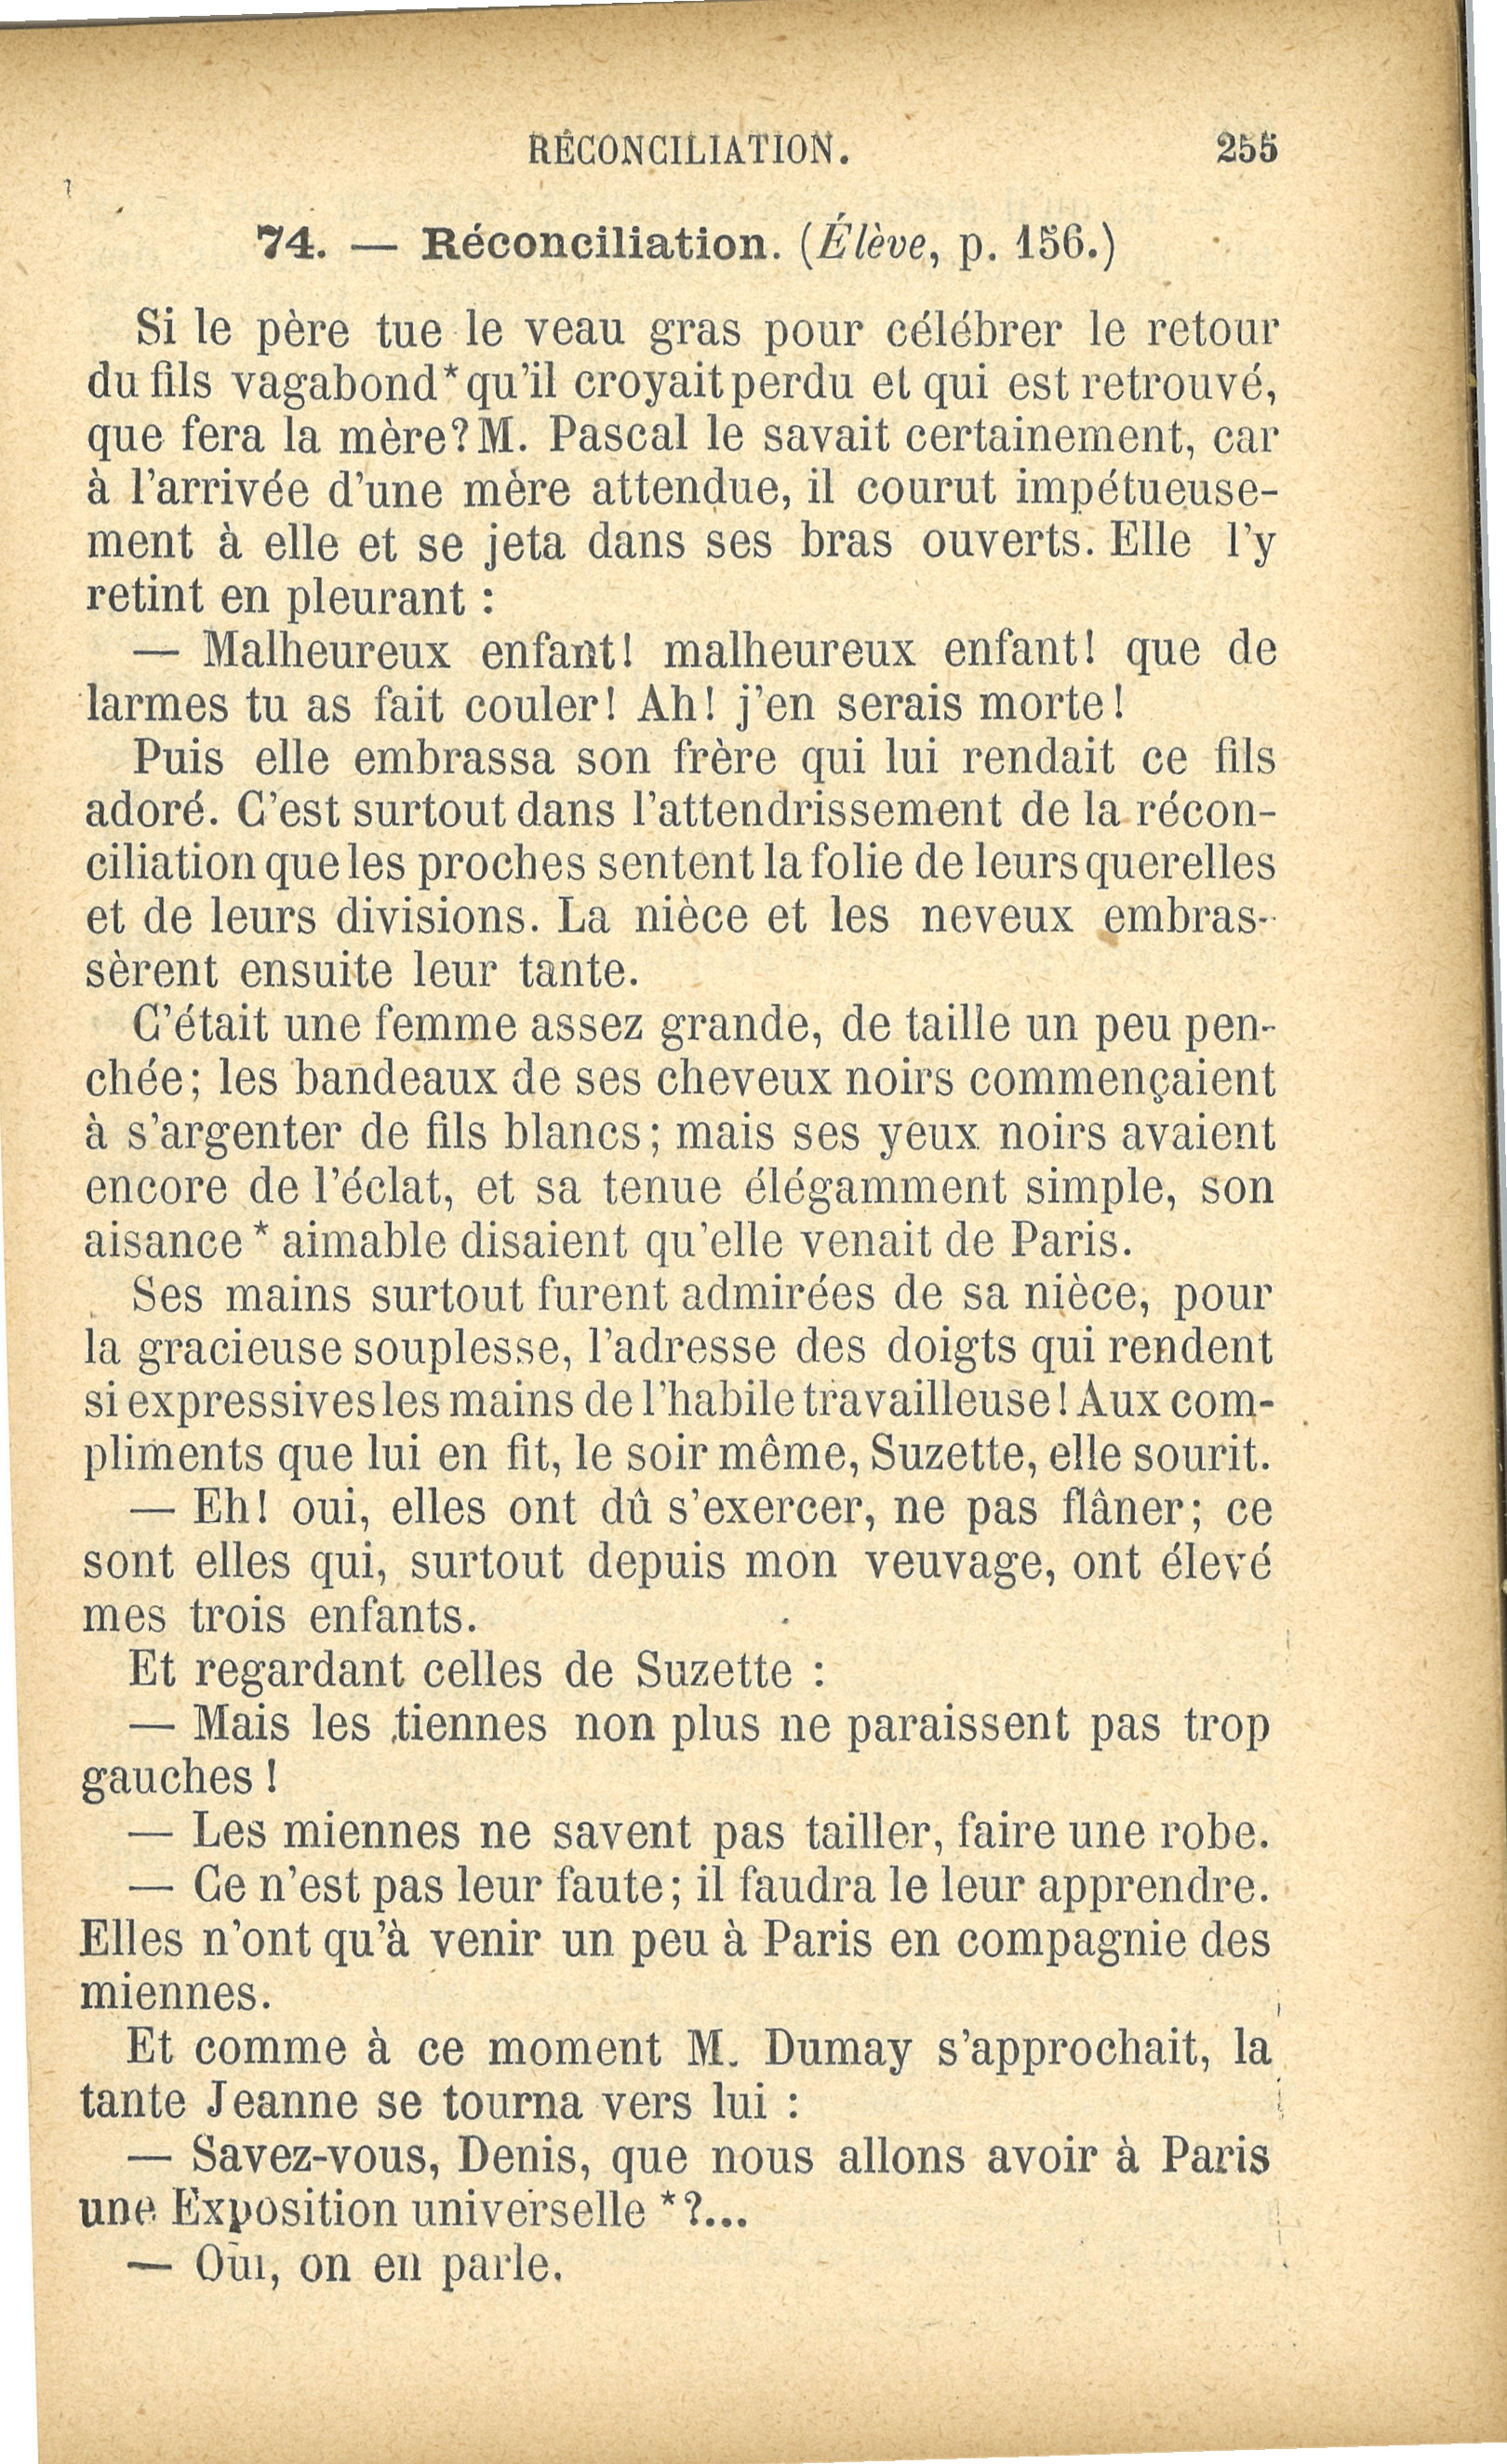 RÉCONCILIATION. 255
74. — Réconciliation. (Élève, p. 156.)
Si le père tue le veau gras pour célébrer le retour
du fils vagabond* qu'il croyait perdu et qui est retrouvé,
que fera la mère? M. Pascal le savait certainement, car
à l'arrivée d'une mère attendue, il courut impétueuse-
ment à elle et se jeta dans ses bras ouverts. Elle l'y
retint en pleurant :
— Malheureux enfant! malheureux enfant! que de
larmes tu as fait couler! Ah! j'en serais morte!
Puis elle embrassa son frère qui lui rendait ce fils
adoré. C'est surtout dans l'attendrissement de la récon-
ciliation que les proches sentent la folie de leurs querelles
et de leurs divisions. La nièce et les neveux embras-
sèrent ensuite leur tante.
C'était une femme assez grande, de taille un peu pen-
chée; les bandeaux de ses cheveux noirs commençaient
à s'argenter de fils blancs; mais ses yeux noirs avaient
encore de l'éclat, et sa tenue élégamment simple, son
aisance * aimable disaient qu'elle venait de Paris.
Ses mains surtout furent admirées de sa nièce, pour
la gracieuse souplesse, l'adresse des doigts qui rendent
si expressives les mains de l'habile travailleuse! Aux com-
pliments que lui en fit, le soir même, Suzette, elle sourit.
— Eh! oui, elles ont dû s'exercer, ne pas flâner; ce
sont elles qui, surtout depuis mon veuvage, ont élevé
mes trois enfants.
Et regardant celles de Suzette :
— Mais les tiennes non plus ne paraissent pas trop
gauches!
— Les miennes ne savent pas tailler, faire une robe.
— Ce n'est pas leur faute; il faudra le leur apprendre.
Elles n'ont qu'à venir un peu à Paris en compagnie des
miennes.
Et comme à ce moment M. Dumay s'approchait, la
tante Jeanne se tourna vers lui :
— Savez-vous, Denis, que nous allons avoir à Paris
une Exposition universelle *?...
— Oui, on en parle.